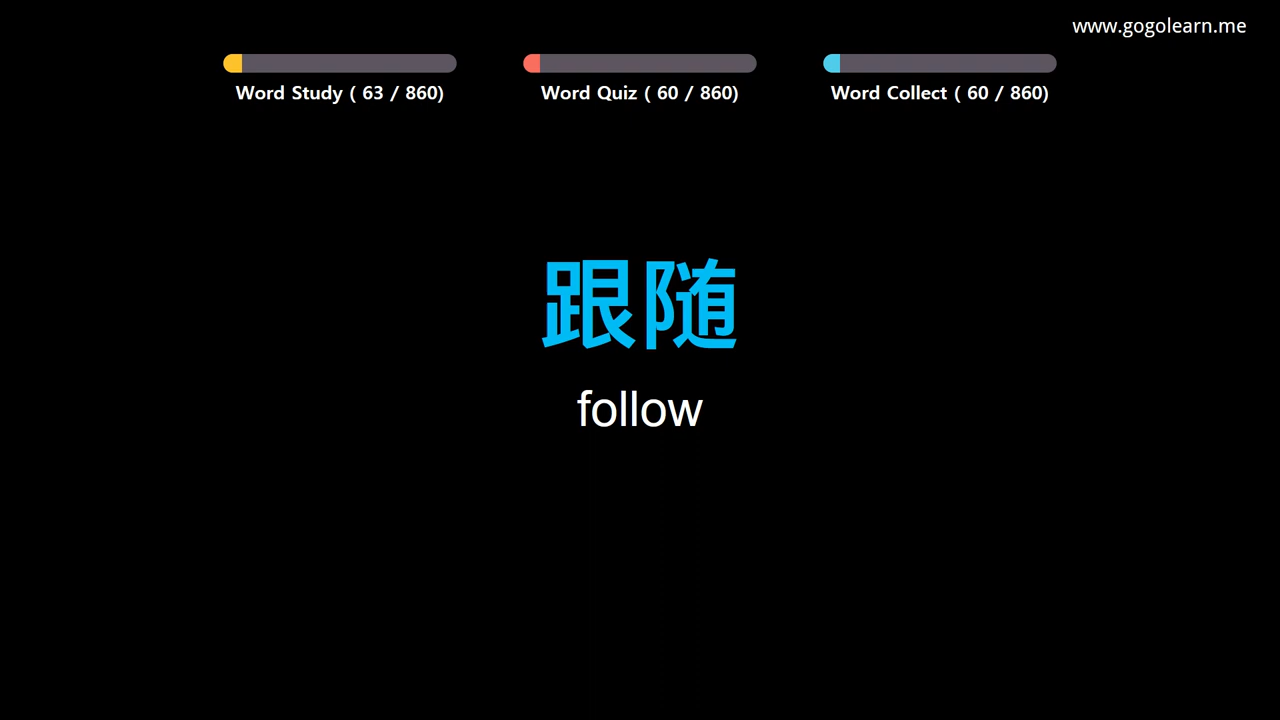 www.gogolearn.me
Word Study ( 63 / 860)
Word Quiz ( 60 / 860)
Word Collect ( 60 / 860)
跟随
follow